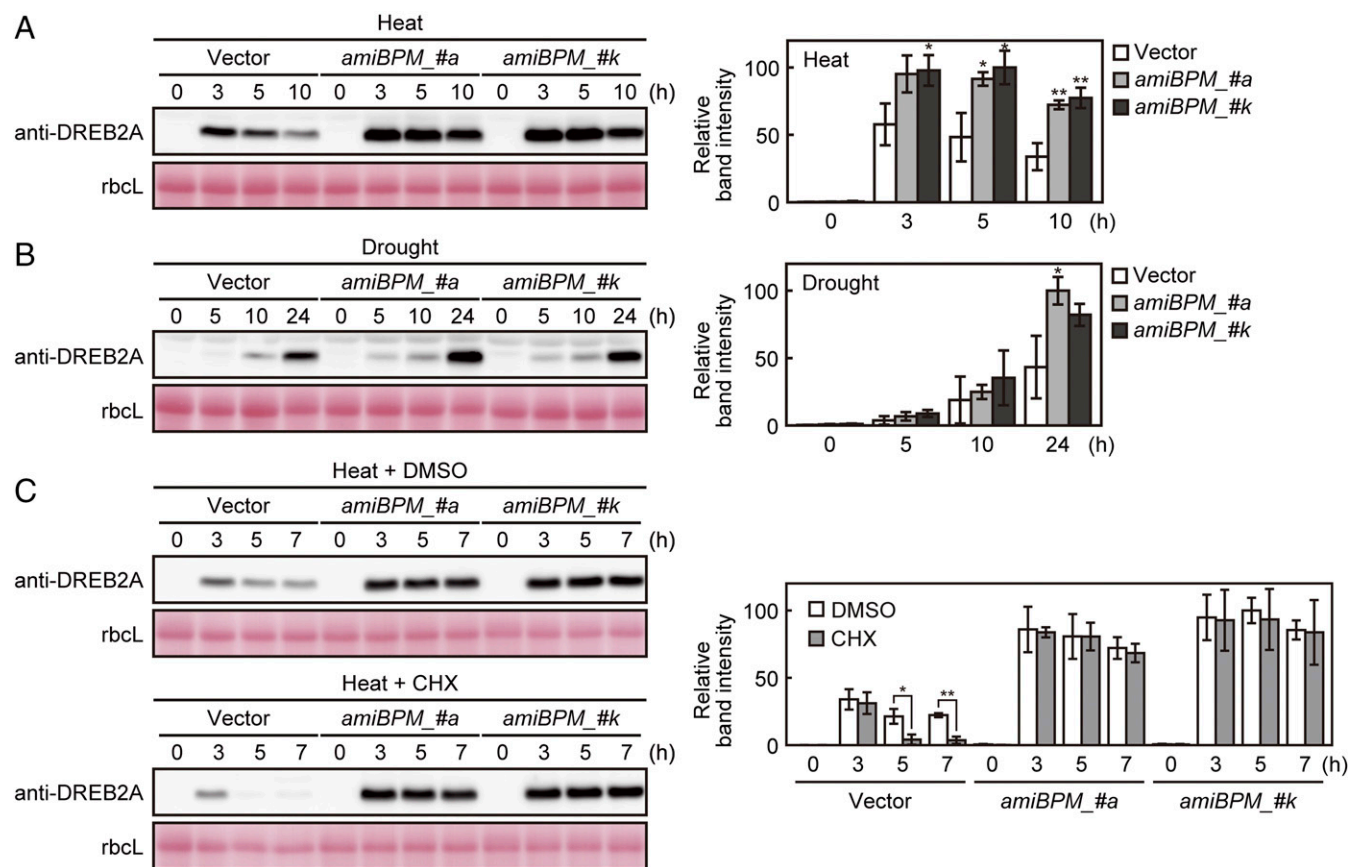 A
Heat
Vector amiBPM_#a amiBPM_#k
0 3 5 10 0 3 5 10 0 3 5 10 (h)
anti-DREB2A
rbcL
Relative
band intensity
100
50
0
Heat
* * * ** **
0 3 5 10 (h)
Vector
amiBPM_#a
amiBPM_#k
B
Drought
Vector amiBPM_#a amiBPM_#k
0 5 10 24 0 5 10 24 0 5 10 24 (h)
anti-DREB2A
rbcL
Relative
band intensity
100
50
0
Drought
*
0 5 10 24 (h)
Vector
amiBPM_#a
amiBPM_#k
C
Heat + DMSO
Vector amiBPM_#a amiBPM_#k
0 3 5 7 0 3 5 7 0 3 5 7 (h)
anti-DREB2A
rbcL
Heat + CHX
Vector amiBPM_#a amiBPM_#k
0 3 5 7 0 3 5 7 0 3 5 7 (h)
anti-DREB2A
rbcL
Relative
band intensity
100
50
0
DMSO
CHX
* **
0 3 5 7 0 3 5 7 0 3 5 7 (h)
Vector amiBPM_#a amiBPM_#k